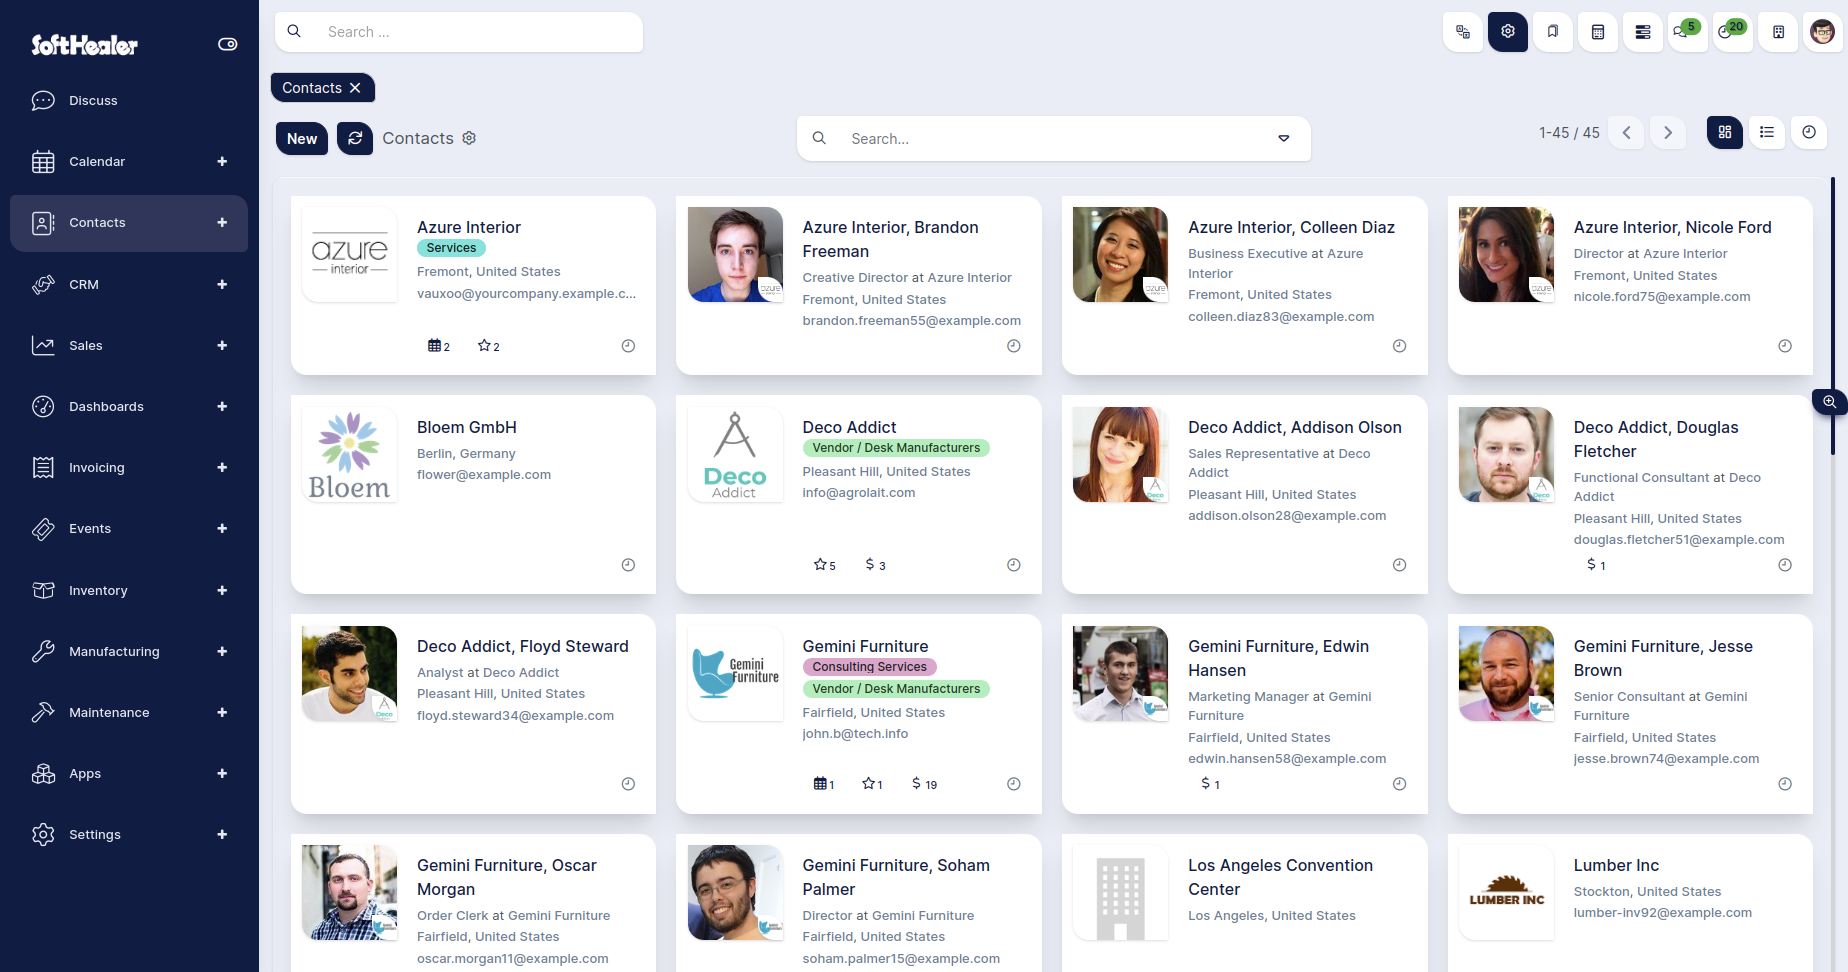 SoftHealer
Search ...
5
20
Contacts
New
Contacts
Search...
1-45 / 45
Discuss
Calendar
Contacts
CRM
Sales
Dashboards
Invoicing
Events
Inventory
Manufacturing
Maintenance
Apps
Settings
azure
interior
Azure Interior
Services
Fremont, United States
vauxoo@yourcompany.example.c...
2
2
azure
Azure Interior, Brandon
Freeman
Creative Director at Azure Interior
Fremont, United States
brandon.freeman55@example.com
azure
Azure Interior, Colleen Diaz
Business Executive at Azure
Interior
Fremont, United States
colleen.diaz83@example.com
azure
Azure Interior, Nicole Ford
Director at Azure Interior
Fremont, United States
nicole.ford75@example.com
Bloem
Bloem GmbH
Berlin, Germany
flower@example.com
Deco
Addict
Deco Addict
Vendor / Desk Manufacturers
Pleasant Hill, United States
info@agrolait.com
5
$ 3
Deco
Deco Addict, Addison Olson
Sales Representative at Deco
Addict
Pleasant Hill, United States
addison.olson28@example.com
Deco
Deco Addict, Douglas
Fletcher
Functional Consultant at Deco
Addict
Pleasant Hill, United States
douglas.fletcher51@example.com
$ 1
Deco
Deco Addict, Floyd Steward
Analyst at Deco Addict
Pleasant Hill, United States
floyd.steward34@example.com
Gemini
Furniture
Gemini Furniture
Consulting Services
Vendor / Desk Manufacturers
Fairfield, United States
john.b@tech.info
1
1
$ 19
Gemini Furniture, Edwin
Hansen
Marketing Manager at Gemini
Furniture
Fairfield, United States
edwin.hansen58@example.com
$ 1
Gemini Furniture, Jesse
Brown
Senior Consultant at Gemini
Furniture
Fairfield, United States
jesse.brown74@example.com
Gemini Furniture, Oscar
Morgan
Order Clerk at Gemini Furniture
Fairfield, United States
oscar.morgan11@example.com
Gemini Furniture, Soham
Palmer
Director at Gemini Furniture
Fairfield, United States
soham.palmer15@example.com
Los Angeles Convention
Center
Los Angeles, United States
LUMBER INC
Lumber Inc
Stockton, United States
lumber-inv92@example.com